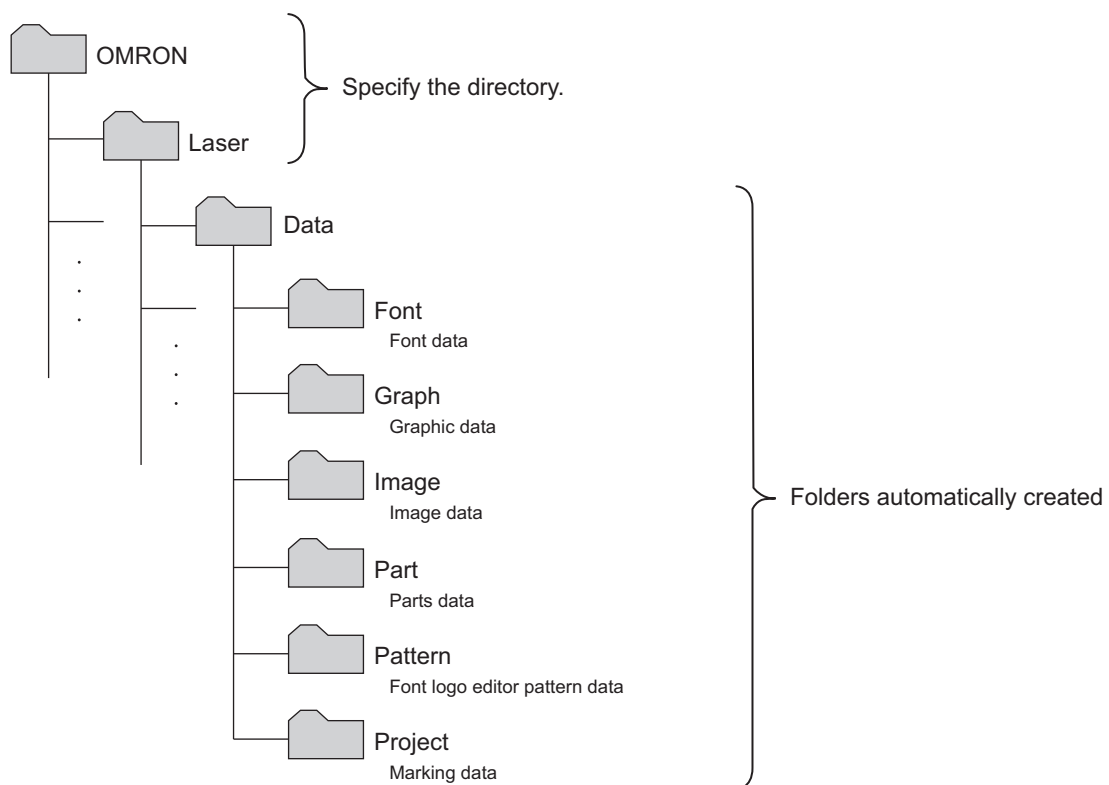 OMRON
Specify the directory.
Laser
Data
Font
Font data
Graph
Graphic data
Image
Image data
Folders automatically created
Part
Parts data
Pattern
Font logo editor pattern data
Project
Marking data